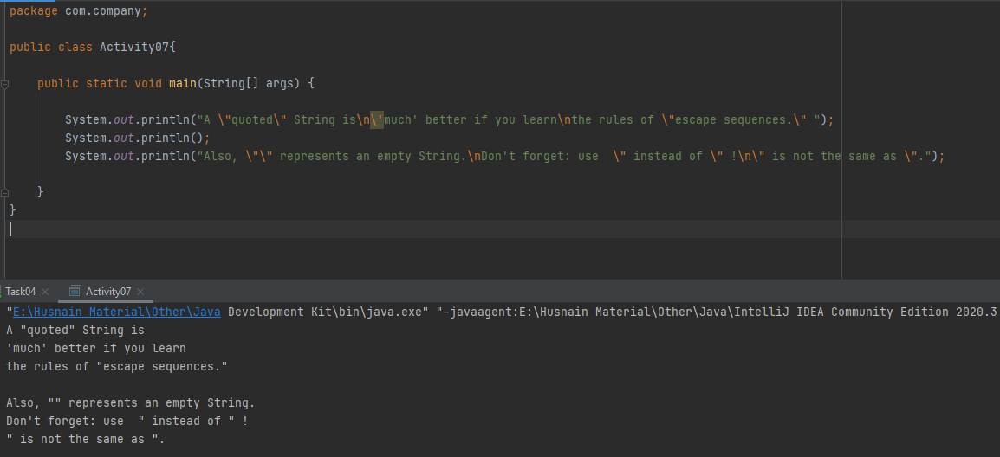 package com.company;
public class Activity07{
public static void main(String[] args) {
System.out.println("A \"quoted\" String is\n\'much' better if you learn\nthe rules of \"escape sequences.\" ");
System.out.println();
System.out.println("Also, \"\" represents an empty String.\nDon't forget: use  \" instead of \" !\n\" is not the same as \".");
}
}
Task04 × Activity07 ×
"E:\Husnain Material\Other\Java Development Kit\bin\java.exe" "-javaagent:E:\Husnain Material\Other\Java\IntelliJ IDEA Community Edition 2020.3
A "quoted" String is
'much' better if you learn
the rules of "escape sequences."
Also, "" represents an empty String.
Don't forget: use  " instead of " !
" is not the same as ".